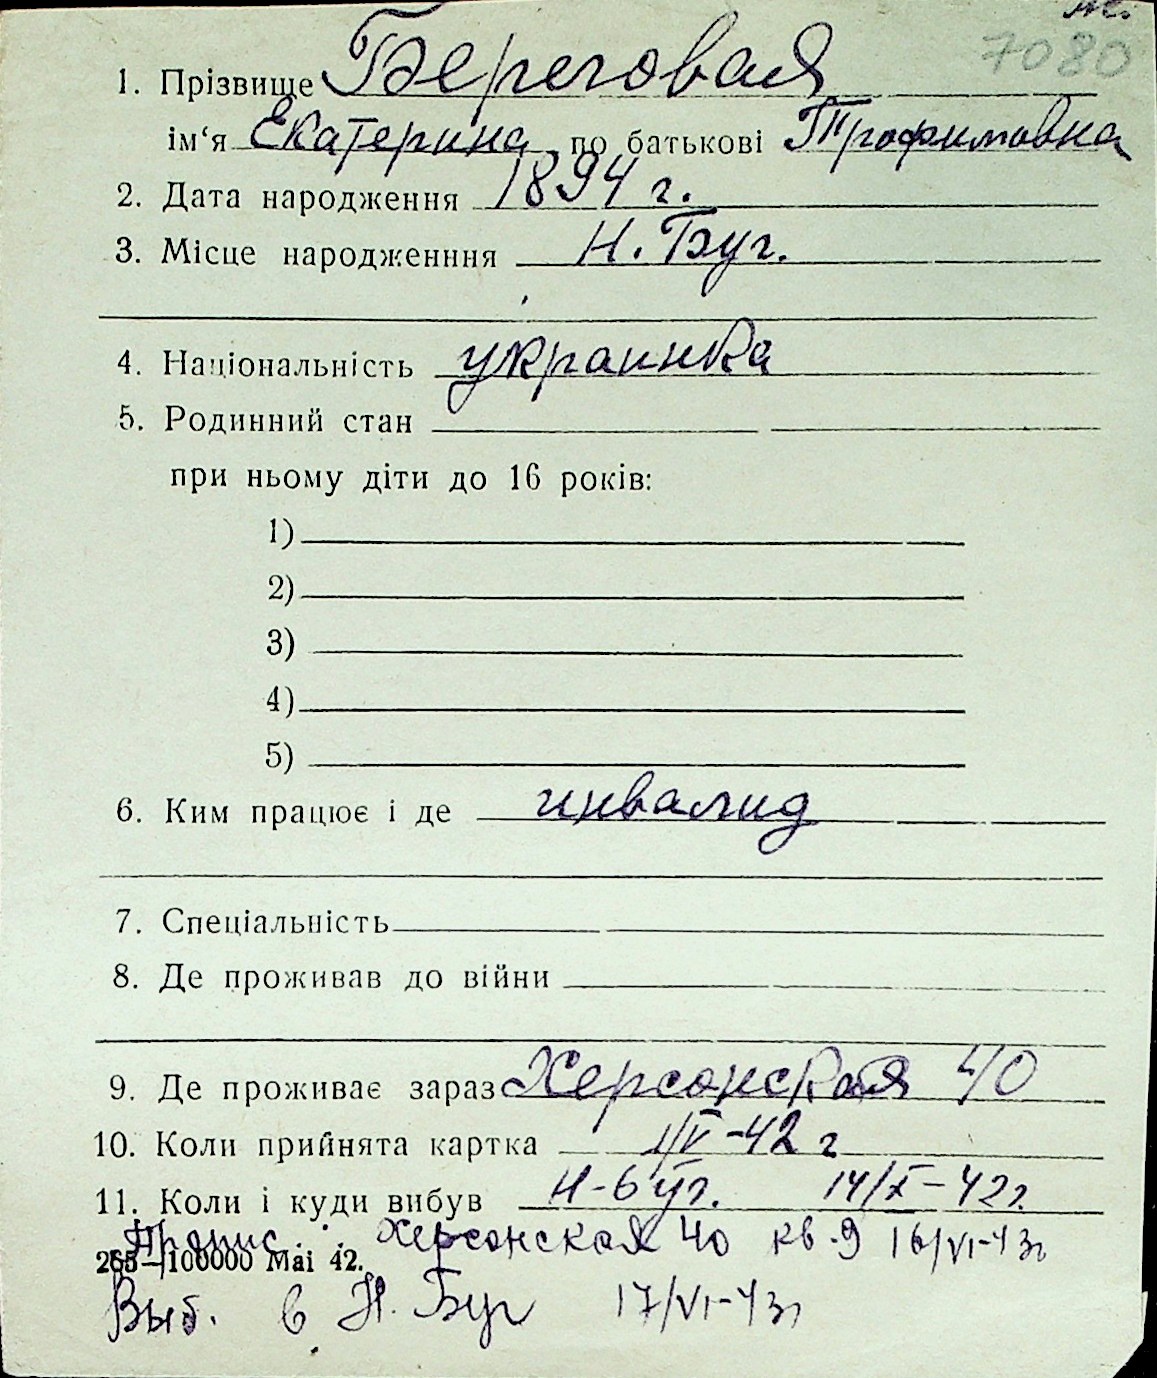 7080
1. Прізвище Береговая
ім‘я Екатерина по батькові Трофимовна
2. Дата народження 1894 г.
3. Місце народженння Н. Буг.
4. Національність украинка
5. Родинний стан
при ньому діти до 16 років:
1)
2)
3)
4)
5)
6. Ким працює і де инвалид
7. Спеціальність
8. Де проживав до війни
9. Де проживає зараз Херсонская 40
10. Коли прийнята картка 1/V-42 г
11. Коли і куди вибув Н-буг. 14/X-42г.
Пропис. Херсонская 40 кв.9 16/VI-43г
265—100000 Mai 42.
Выб. в Н. Буг 17/VI-43г